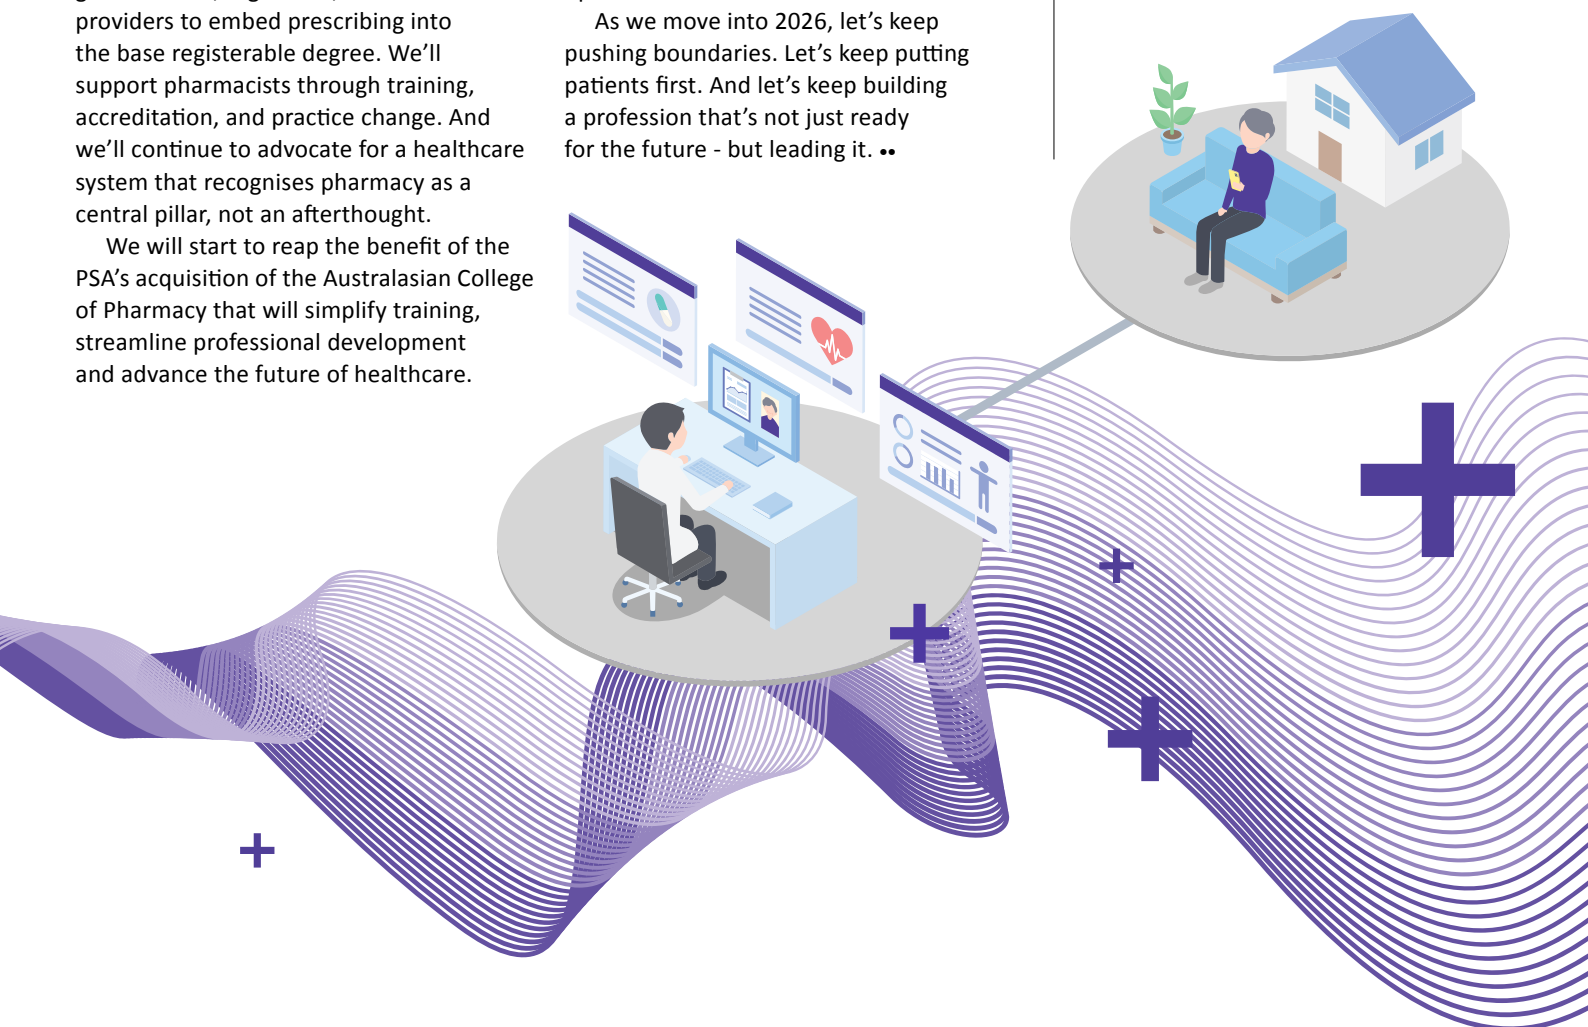 providers to embed prescribing into
the base registerable degree. We’ll
support pharmacists through training,
accreditation, and practice change. And
we’ll continue to advocate for a healthcare
system that recognises pharmacy as a
central pillar, not an afterthought.
We will start to reap the benefit of the
PSA’s acquisition of the Australasian College
of Pharmacy that will simplify training,
streamline professional development
and advance the future of healthcare.
As we move into 2026, let’s keep
pushing boundaries. Let’s keep putting
patients first. And let’s keep building
a profession that’s not just ready
for the future - but leading it. ••